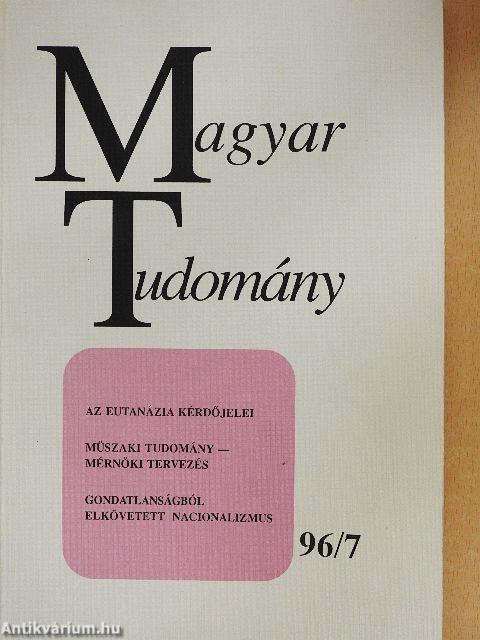 Magyar
Tudomány
AZ EUTANÁZIA KÉRDŐJELEI
MŰSZAKI TUDOMÁNY —
MÉRNÖKI TERVEZÉS
GONDATLANSÁGBÓL
ELKÖVETETT NACIONALIZMUS
96/7
Antikvárium.hu